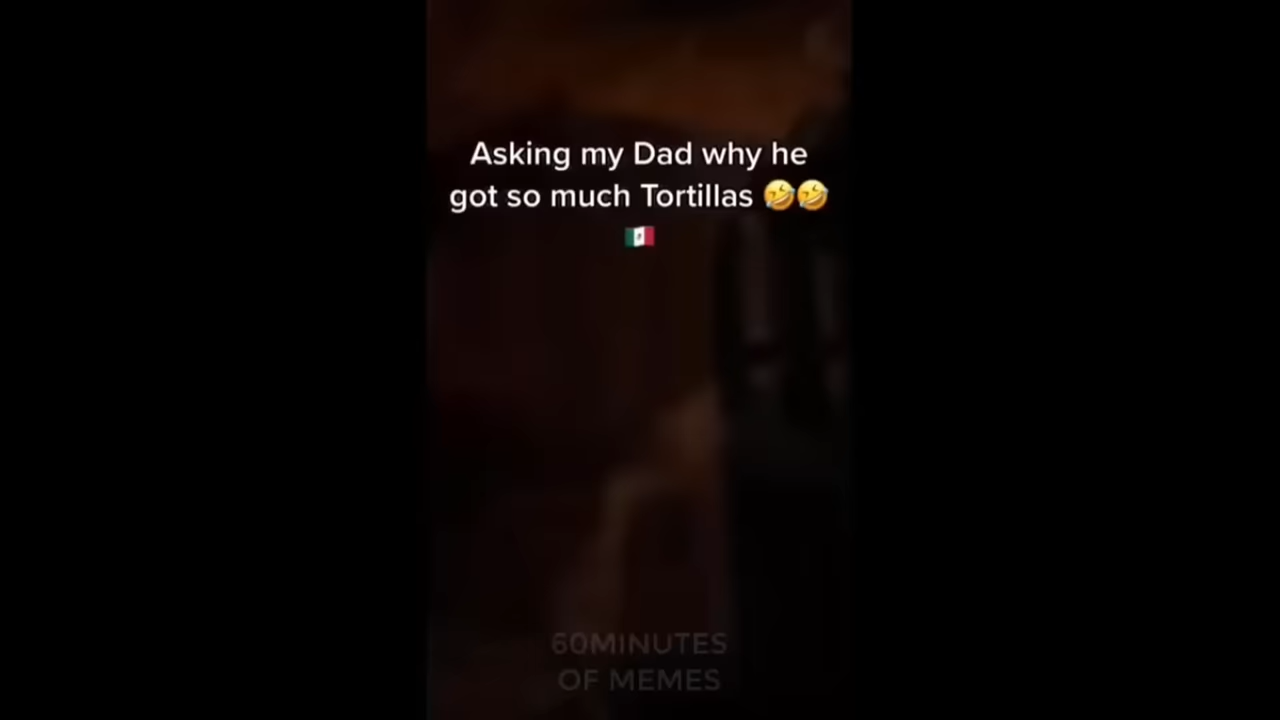 Asking my Dad why he
got so much Tortillas 🤣🤣
🇲🇽
60MINUTES
OF MEMES